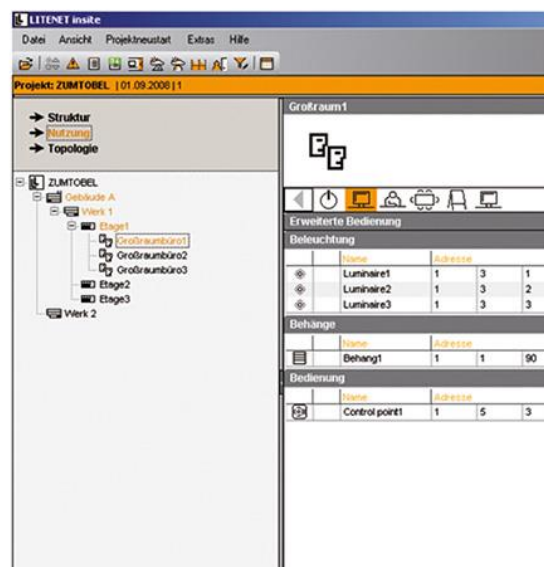 LITENET insite
Datei Ansicht Projektneustart Extras Hilfe
Projekt: ZUMTOBEL | 01.09.2008 | 1
Struktur
Nutzung
Topologie
ZUMTOBEL
Gebäude A
Werk 1
Etage1
Großraumbüro1
Großraumbüro2
Großraumbüro3
Etage2
Etage3
Werk 2
Großraum1
Erweiterte Bedienung
Beleuchtung
Name Adresse
Luminaire1 1 3 1
Luminaire2 1 3 2
Luminaire3 1 3 3
Behänge
Name Adresse
Behang1 1 1 90
Bedienung
Name Adresse
Control point1 1 5 3